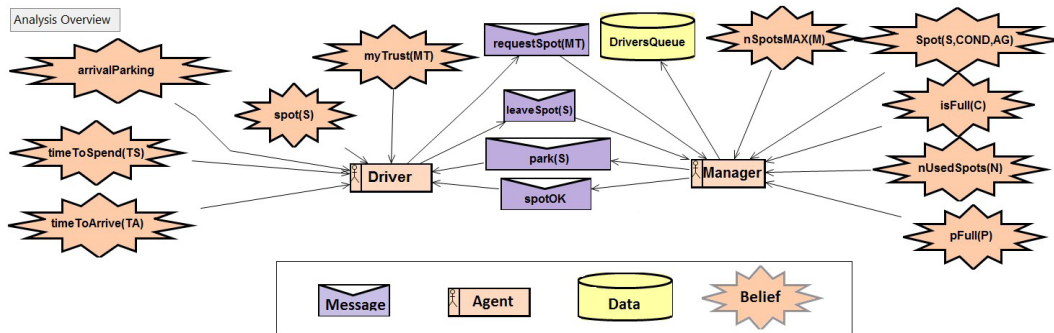 Analysis Overview
arrivalParking
myTrust(MT)
requestSpot(MT)
DriversQueue
nSpotsMAX(M)
Spot(S,COND,AG)
spot(S)
leaveSpot(S)
isFull(C)
timeToSpend(TS)
Driver
park(S)
Manager
nUsedSpots(N)
spotOK
timeToArrive(TA)
pFull(P)
Message
Agent
Data
Belief